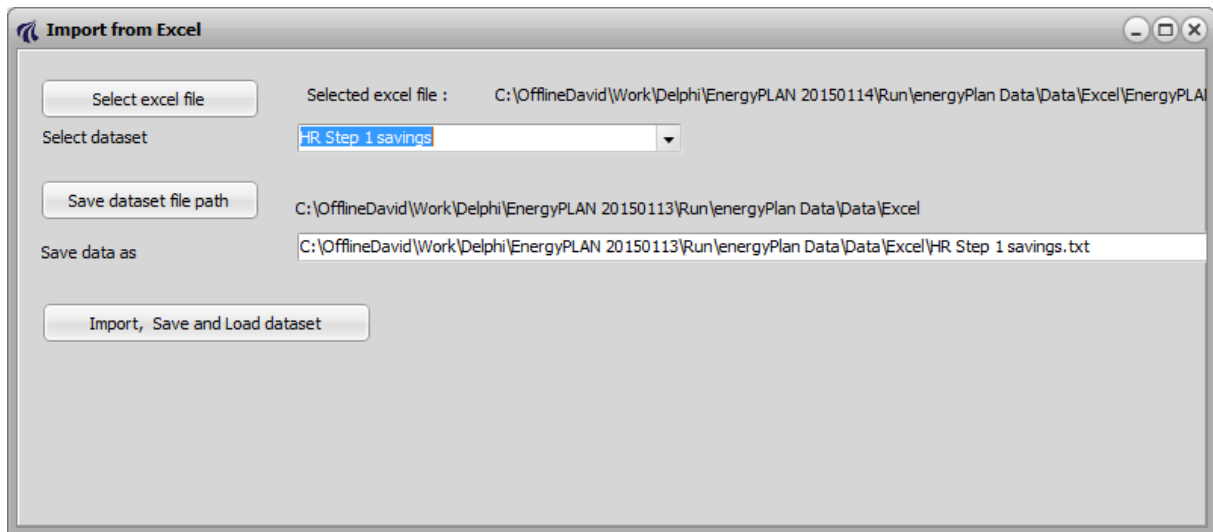 Import from Excel
Select excel file
Selected excel file :
C:\OfflineDavid\Work\Delphi\EnergyPLAN 20150114\Run\energyPlan Data\Data\Excel\EnergyPLA
Select dataset
HR Step 1 savings
Save dataset file path
C:\OfflineDavid\Work\Delphi\EnergyPLAN 20150113\Run\energyPlan Data\Data\Excel
Save data as
C:\OfflineDavid\Work\Delphi\EnergyPLAN 20150113\Run\energyPlan Data\Data\Excel\HR Step 1 savings.txt
Import, Save and Load dataset